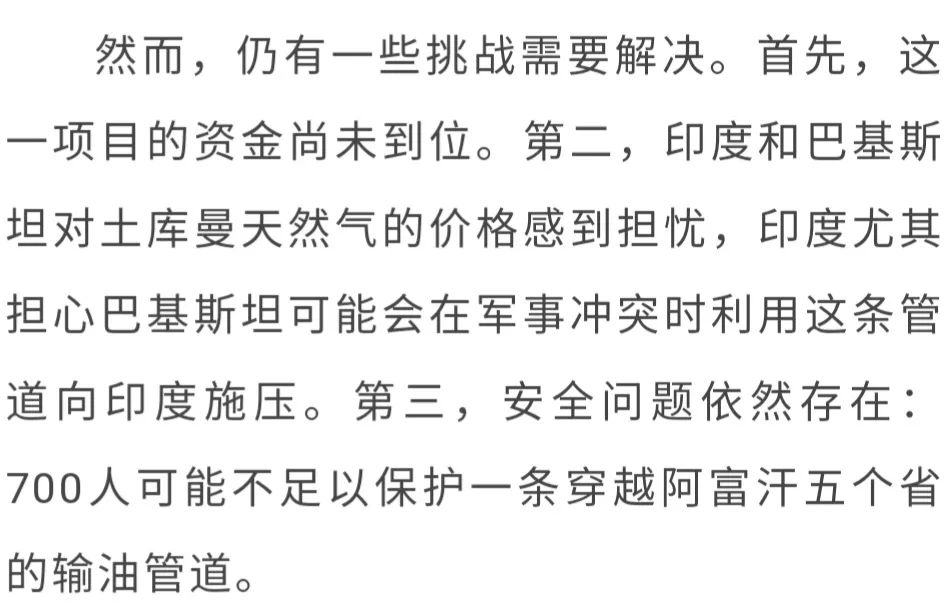 然而，仍有一些挑战需要解决。首先，这
一项目的资金尚未到位。第二，印度和巴基斯
坦对土库曼天然气的价格感到担忧，印度尤其
担心巴基斯坦可能会在军事冲突时利用这条管
道向印度施压。第三，安全问题依然存在：
700人可能不足以保护一条穿越阿富汗五个省
的输油管道。